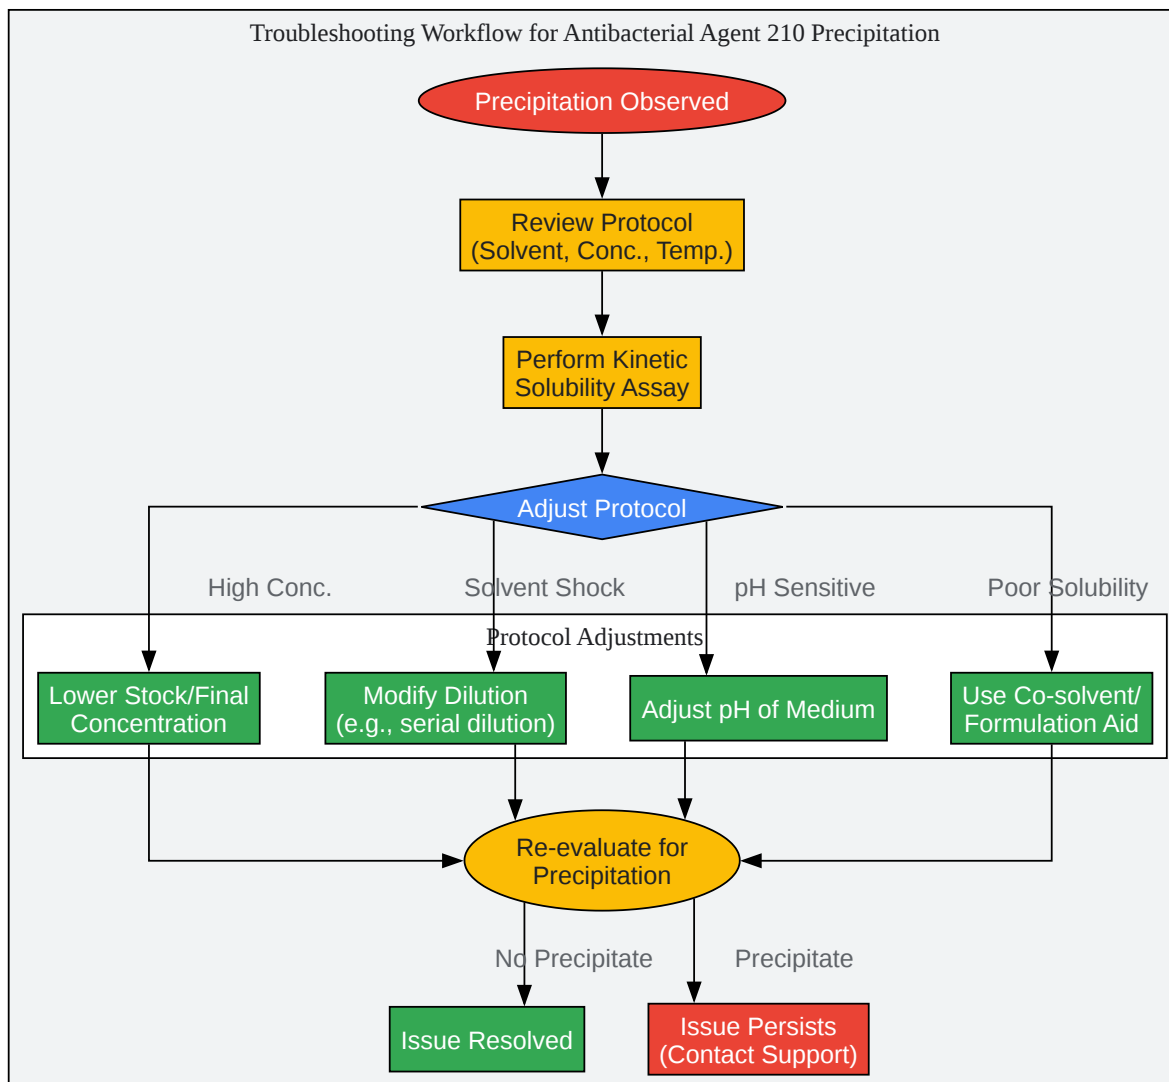 Troubleshooting Workflow for Antibacterial Agent 210 Precipitation
Precipitation Observed
Review Protocol
(Solvent, Conc., Temp.)
Perform Kinetic
Solubility Assay
Adjust Protocol
High Conc.
Solvent Shock
pH Sensitive
Poor Solubility
Protocol Adjustments
Lower Stock/Final
Concentration
Modify Dilution
(e.g., serial dilution)
Adjust pH of Medium
Use Co-solvent/
Formulation Aid
Re-evaluate for
Precipitation
No Precipitate
Precipitate
Issue Resolved
Issue Persists
(Contact Support)